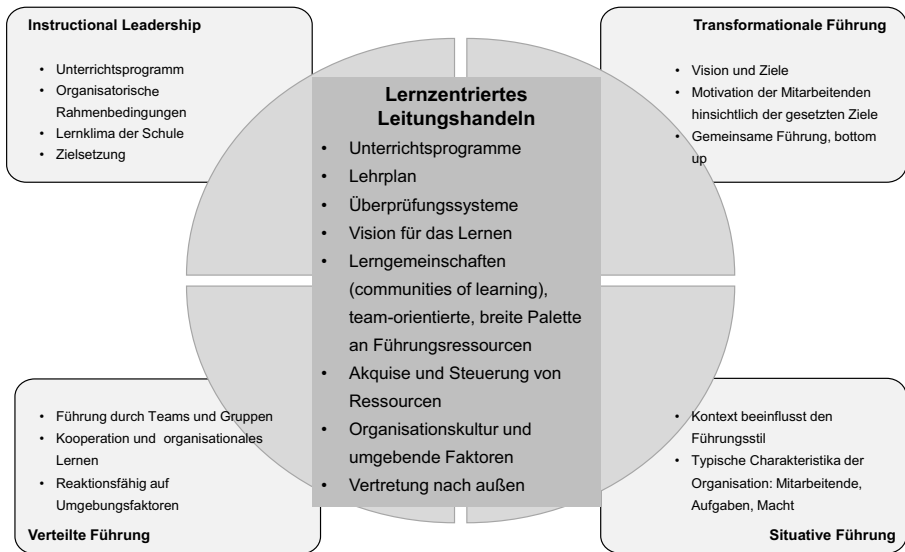 Instructional Leadership
• Unterrichtsprogramm
• Organisatorische
Rahmenbedingungen
• Lernklima der Schule
• Zielsetzung
Transformationale Führung
• Vision und Ziele
• Motivation der Mitarbeitenden
hinsichtlich der gesetzten Ziele
• Gemeinsame Führung, bottom
up
Lernzentriertes
Leitungshandeln
• Unterrichtsprogramme
• Lehrplan
• Überprüfungssysteme
• Vision für das Lernen
• Lerngemeinschaften
(communities of learning),
team-orientierte, breite Palette
an Führungsressourcen
• Akquise und Steuerung von
Ressourcen
• Organisationskultur und
umgebende Faktoren
• Vertretung nach außen
• Führung durch Teams und Gruppen
• Kooperation und organisationales
Lernen
• Reaktionsfähig auf
Umgebungsfaktoren
Verteilte Führung
• Kontext beeinflusst den
Führungsstil
• Typische Charakteristika der
Organisation: Mitarbeitende,
Aufgaben, Macht
Situative Führung